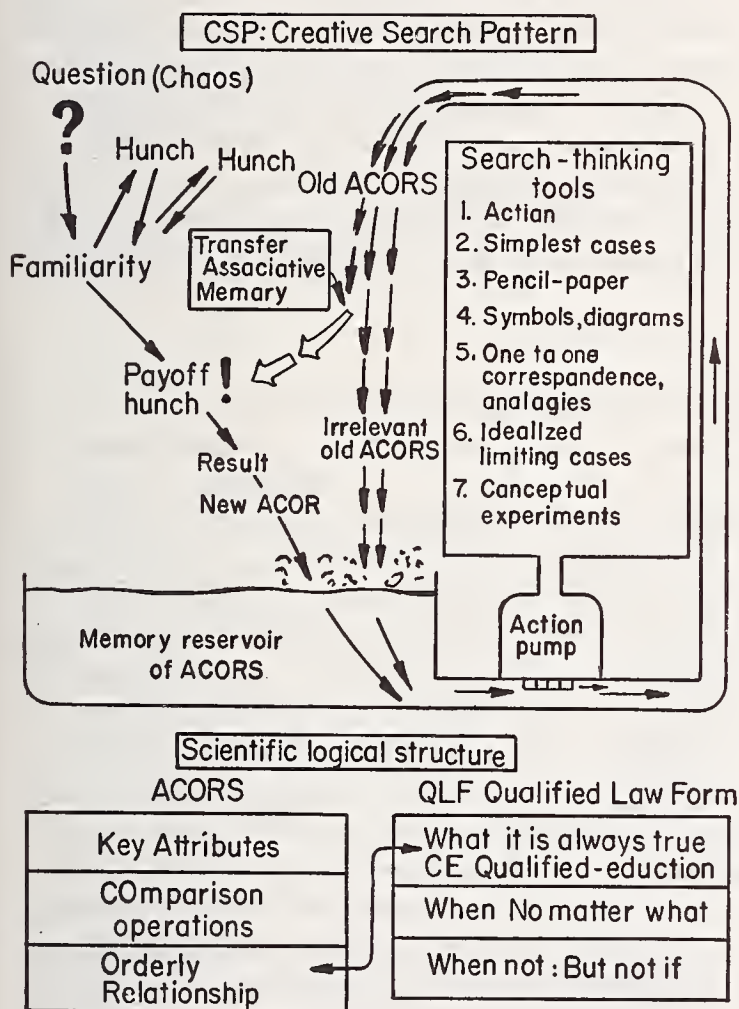 CSP: Creative Search Pattern
Question (Chaos)
?
Hunch
Hunch
Familiarity
Old ACORS
Transfer
Assaciative
Memory
Payoff !
hunch
Result
New ACOR
Irrelevant
old ACORS
Search-thinking
tools
1. Actian
2. Simplest cases
3. Pencil-paper
4. Symbols, diagrams
5. One to one
correspandence,
analagies
6. Idealized
limiting cases
7. Canceptual
experiments
Memory reservoir
of ACORS
Action
pump
Scientific logical structure
ACORS
Key Attributes
COmparison
operations
Orderly
Relationship
QLF Qualified Law Form
What it is always true
CE Qualified-eduction
When No matter what
When not: But not if